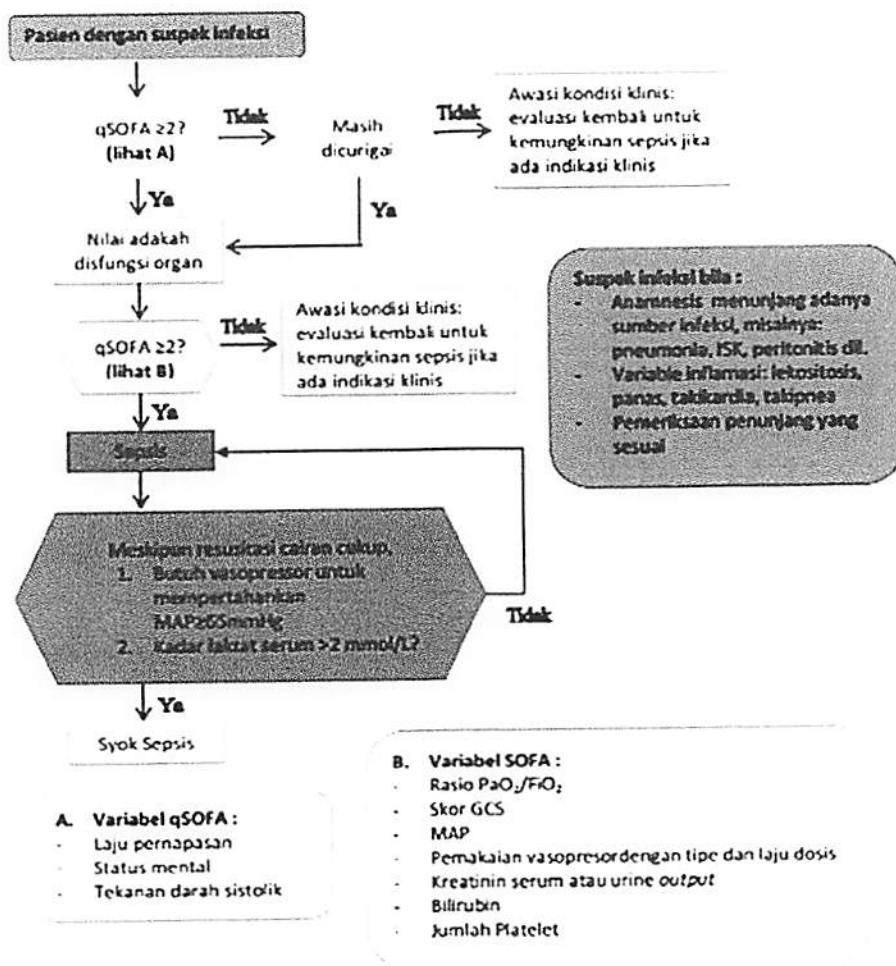 Pasien dengan suspek infeksi
qSOFA ≥2?
(lihat A)
Tidak
Masih
dicurigai
Tidak
Awasi kondisi klinis:
evaluasi kembali untuk
kemungkinan sepsis jika
ada indikasi klinis
Ya
Ya
Nilai adakah
disfungsi organ
qSOFA ≥2?
(lihat B)
Tidak
Awasi kondisi klinis:
evaluasi kembali untuk
kemungkinan sepsis jika
ada indikasi klinis
Suspek infeksi bila :
- Anamnesis menunjang adanya
sumber infeksi, misalnya:
pneumonia, ISK, peritonitis dll.
- Variable inflamasi: lekositosis,
panas, takikardia, takipnea
- Pemeriksaan penunjang yang
sesuai
Ya
Sepsis
Meskipun resusitasi cairan cukup,
1. Butuh vasopressor untuk
mempertahankan
MAP≥65mmHg
2. Kadar laktat serum >2 mmol/L?
Tidak
Ya
Syok Sepsis
A. Variabel qSOFA :
- Laju pernapasan
- Status mental
- Tekanan darah sistolik
B. Variabel SOFA :
- Rasio PaO₂/FiO₂
- Skor GCS
- MAP
- Pemakaian vasopresordengan tipe dan laju dosis
- Kreatinin serum atau urine output
- Bilirubin
- Jumlah Platelet